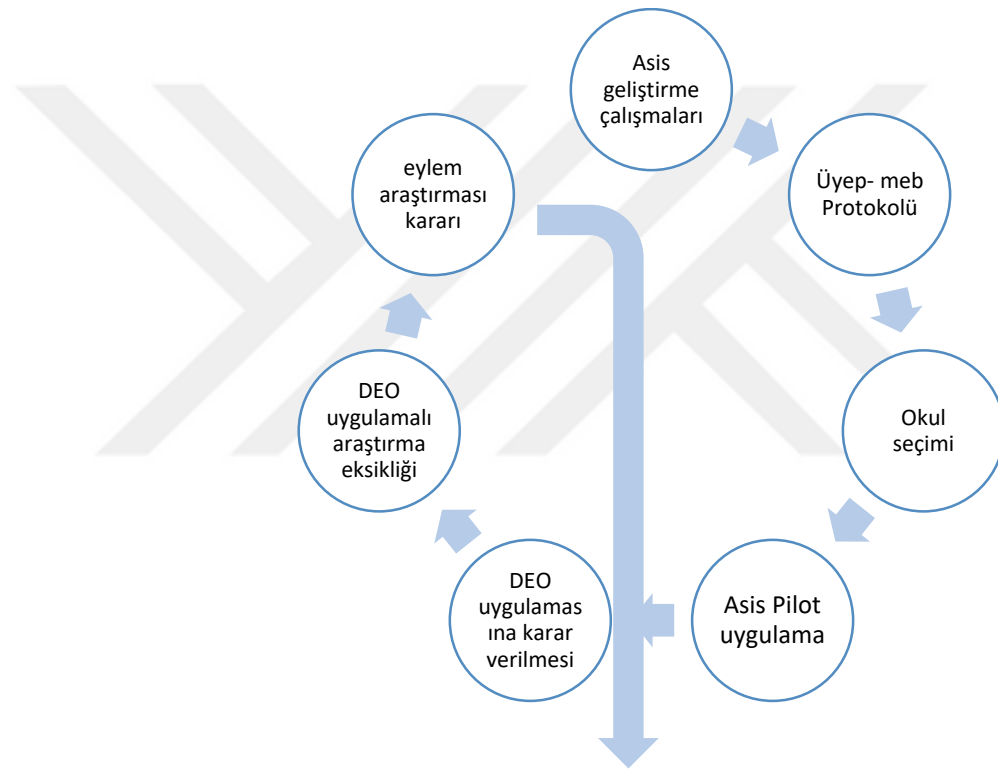 Asis
geliştirme
çalışmaları
Üyep- meb
Protokolü
Okul
seçimi
Asis Pilot
uygulama
DEO
uygulamas
ına karar
verilmesi
DEO
uygulamalı
araştırma
eksikliği
eylem
araştırması
kararı